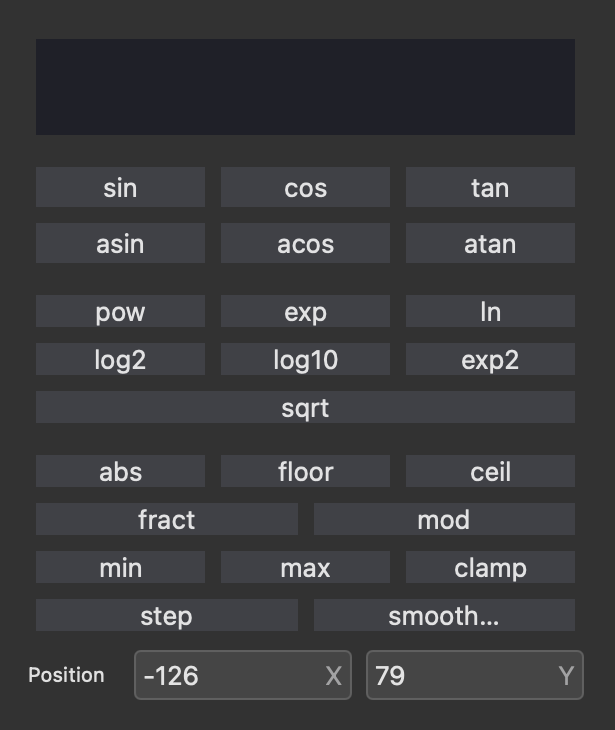 sin cos tan
asin acos atan
pow exp ln
log2 log10 exp2
sqrt
abs floor ceil
fract mod
min max clamp
step smooth...
Position -126 X 79 Y